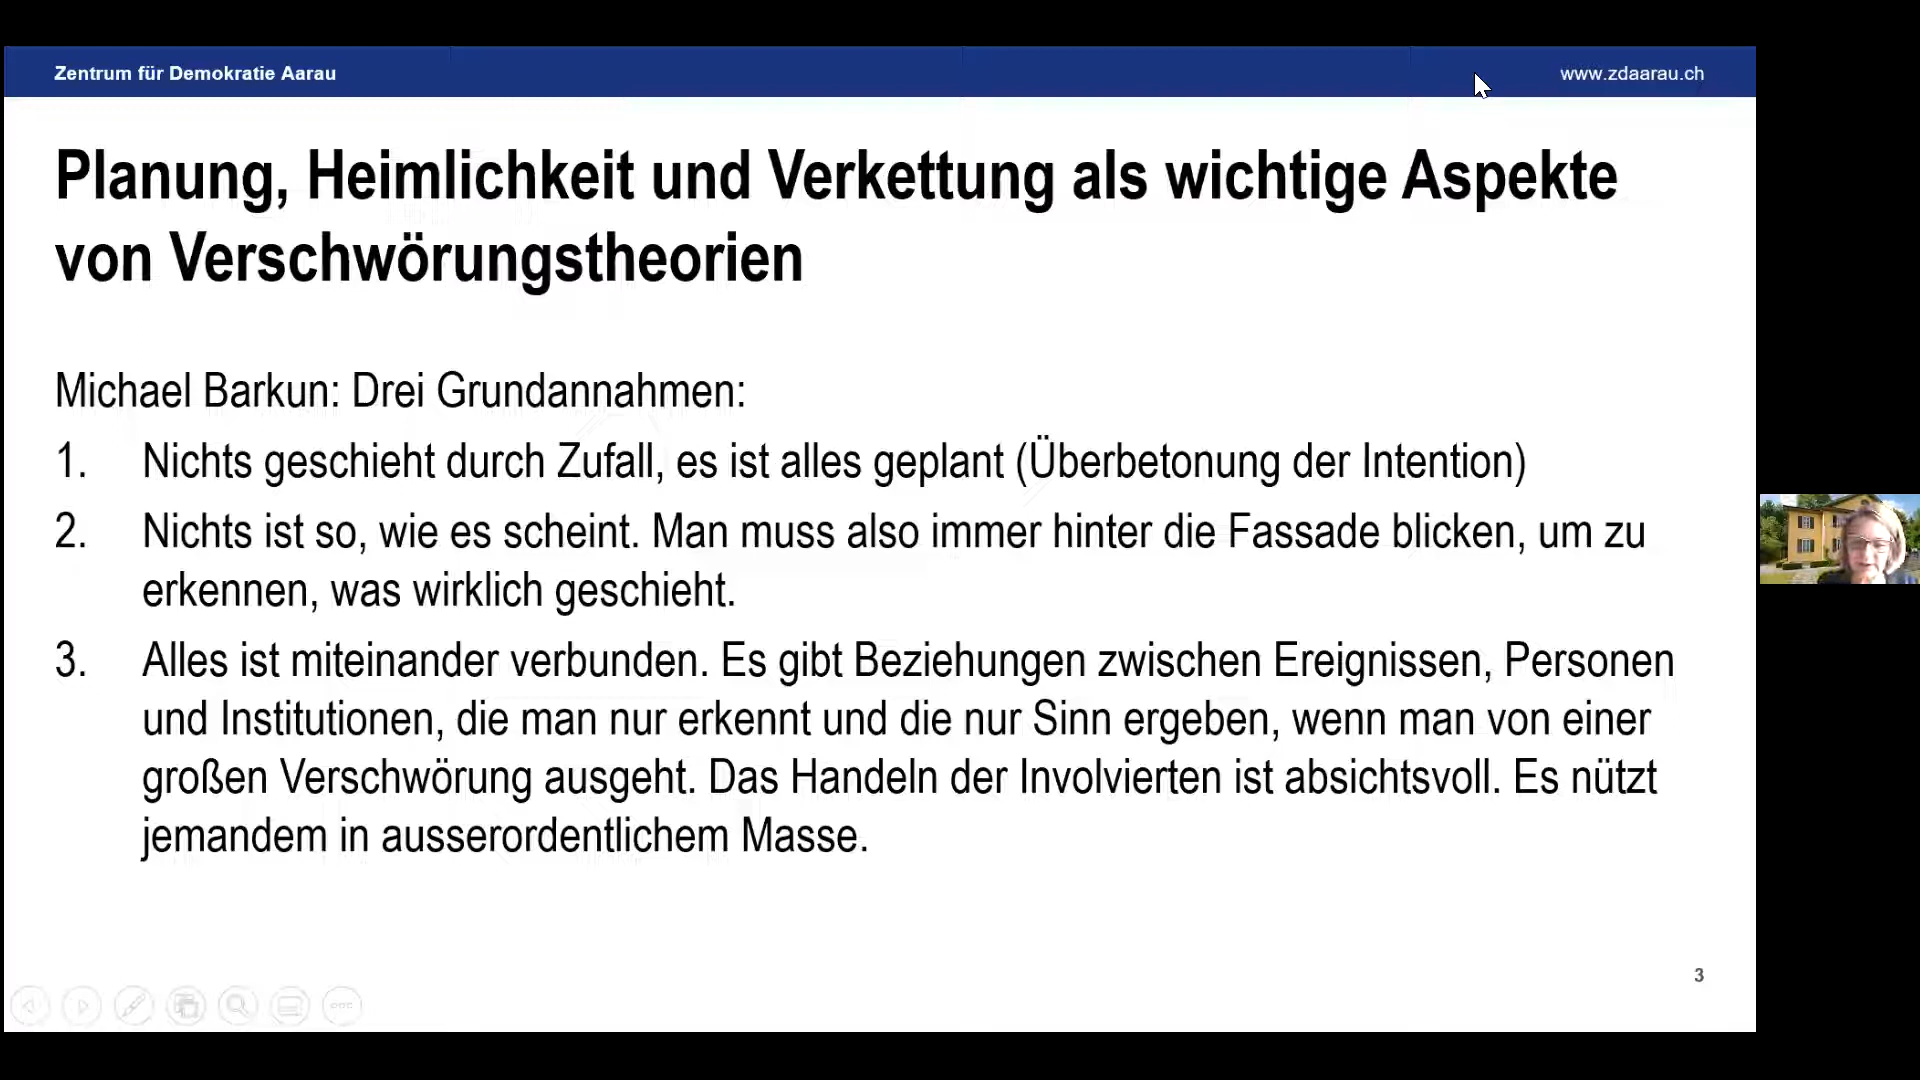 Zentrum für Demokratie Aarau
www.zdaarau.ch
Planung, Heimlichkeit und Verkettung als wichtige Aspekte
von Verschwörungstheorien
Michael Barkun: Drei Grundannahmen:
1. Nichts geschieht durch Zufall, es ist alles geplant (Überbetonung der Intention)
2. Nichts ist so, wie es scheint. Man muss also immer hinter die Fassade blicken, um zu
erkennen, was wirklich geschieht.
3. Alles ist miteinander verbunden. Es gibt Beziehungen zwischen Ereignissen, Personen
und Institutionen, die man nur erkennt und die nur Sinn ergeben, wenn man von einer
großen Verschwörung ausgeht. Das Handeln der Involvierten ist absichtsvoll. Es nützt
jemandem in ausserordentlichem Masse.
3